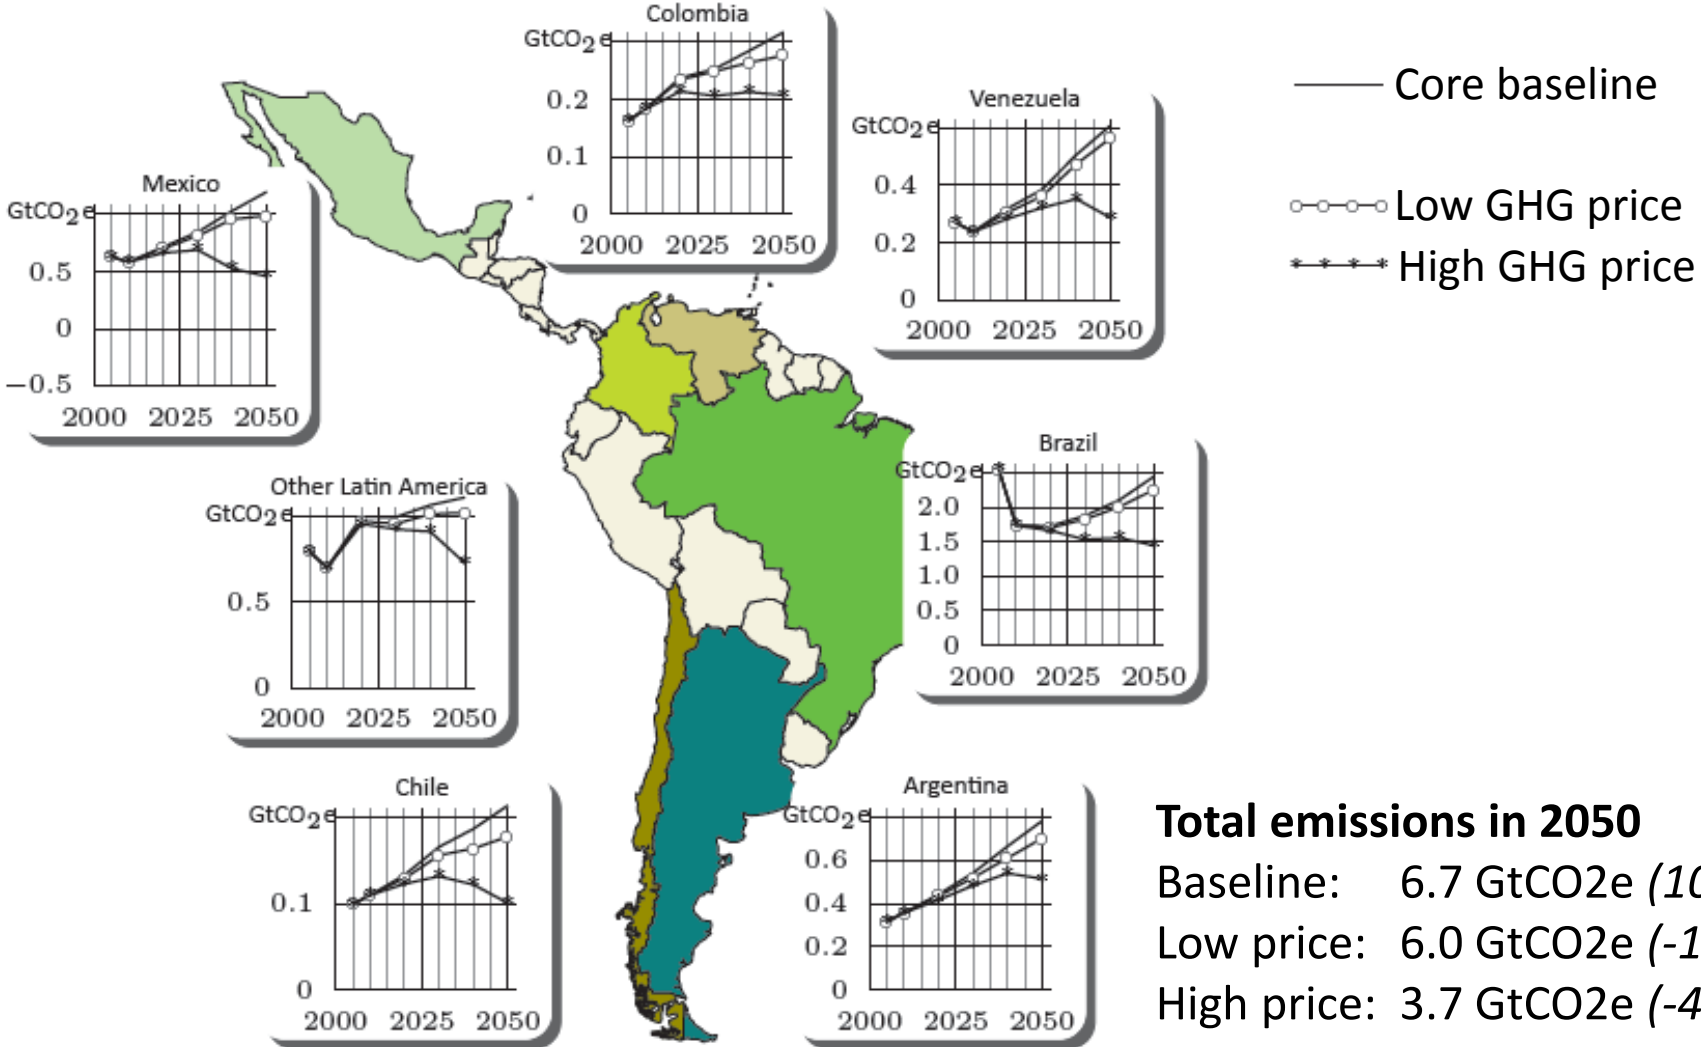 Colombia
GtCO2e
0.2
0.1
0
2000 2025 2050
Venezuela
GtCO2e
0.4
0.2
0
2000 2025 2050
Core baseline
Low GHG price
High GHG price
Mexico
GtCO2e
0.5
0
−0.5
2000 2025 2050
Brazil
GtCO2e
2.0
1.5
1.0
0.5
0
2000 2025 2050
Other Latin America
GtCO2e
0.5
0
2000 2025 2050
Chile
GtCO2e
0.1
0
2000 2025 2050
Argentina
GtCO2e
0.6
0.4
0.2
0
2000 2025 2050
Total emissions in 2050
Baseline: 6.7 GtCO2e (10
Low price: 6.0 GtCO2e (-1
High price: 3.7 GtCO2e (-4